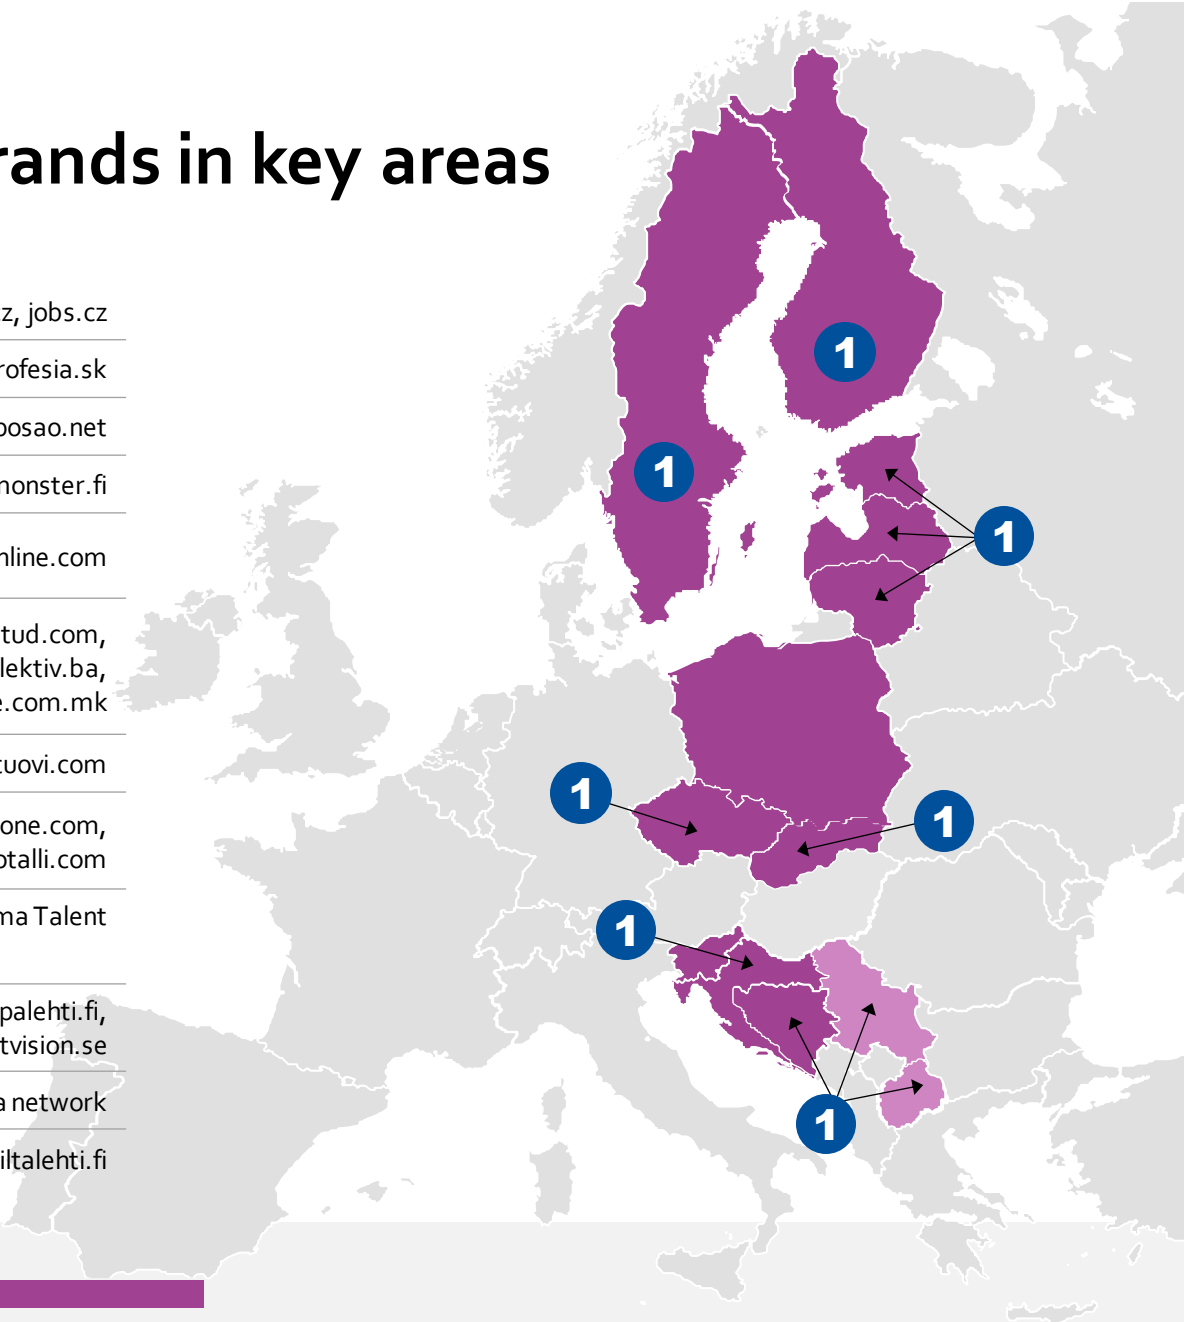 rands in key areas
z, jobs.cz
rofesia.sk
posao.net
monster.fi
nline.com
tud.com,
lektiv.ba,
e.com.mk
tuovi.com
one.com,
otalli.com
ma Talent
palehti.fi,
tvision.se
a network
iltalehti.fi
1
1
1
1
1
1
1